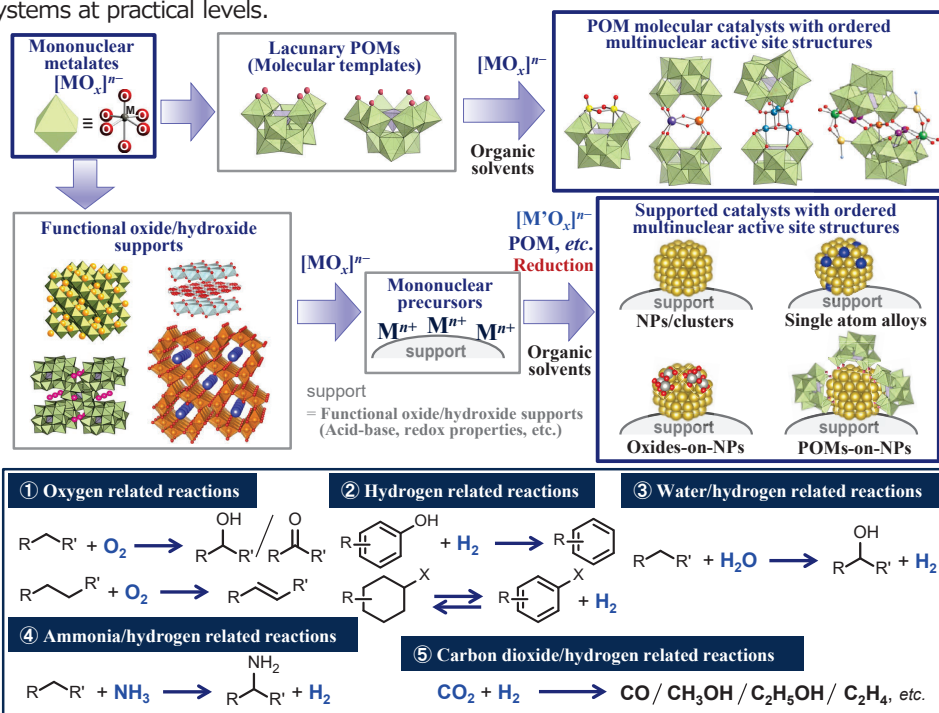 ystems at practical levels.
Mononuclear
metalates
[MOx]n−
≡
M
O
O
O
O
O
O
Lacunary POMs
(Molecular templates)
[MOx]n−
Organic
solvents
POM molecular catalysts with ordered
multinuclear active site structures
Functional oxide/hydroxide
supports
[MOx]n−
Mononuclear
precursors
Mn+ Mn+ Mn+
support
support
= Functional oxide/hydroxide supports
(Acid-base, redox properties, etc.)
[M'Ox]n−
POM, etc.
Reduction
Organic
solvents
Supported catalysts with ordered
multinuclear active site structures
support
NPs/clusters
support
Single atom alloys
support
Oxides-on-NPs
support
POMs-on-NPs
① Oxygen related reactions
R R' + O2 R OH R' / R O R'
R R' + O2 R R'
② Hydrogen related reactions
R OH + H2 R
R X R X + H2
③ Water/hydrogen related reactions
R R' + H2O R OH R' + H2
④ Ammonia/hydrogen related reactions
R R' + NH3 R NH2 R' + H2
⑤ Carbon dioxide/hydrogen related reactions
CO2 + H2 CO / CH3OH / C2H5OH / C2H4, etc.